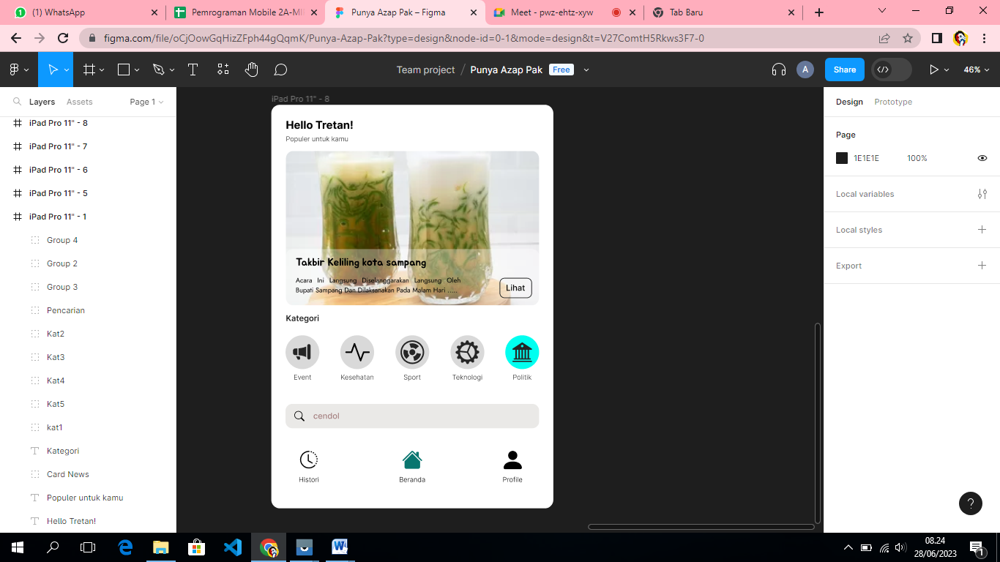 (1) WhatsApp
Pemrograman Mobile 2A-MI
Punya Azap Pak – Figma
Meet - pwz-ehtz-xyw
Tab Baru
figma.com/file/oCjOowGqHizZFph44gQqmK/Punya-Azap-Pak?type=design&node-id=0-1&mode=design&t=V27ComtH5Rkws3F7-0
Team project / Punya Azap Pak Free
A
Share
46%
Layers Assets Page 1
iPad Pro 11" - 8
iPad Pro 11" - 7
iPad Pro 11" - 6
iPad Pro 11" - 5
iPad Pro 11" - 1
Group 4
Group 2
Group 3
Pencarian
Kat2
Kat3
Kat4
Kat5
kat1
Kategori
Card News
Populer untuk kamu
Hello Tretan!
iPad Pro 11" - 8
Hello Tretan!
Populer untuk kamu
Takbir Keliling kota sampang
Acara Ini Langsung Diselanggarakan Langsung Oleh
Bupati Sampang Dan Dilaksanakan Pada Malam Hari .....
Lihat
Kategori
Event Kesehatan Sport Teknologi Politik
cendol
Histori Beranda Profile
Design Prototype
Page
1E1E1E 100%
Local variables
Local styles
Export
?
08.24
28/06/2023
1